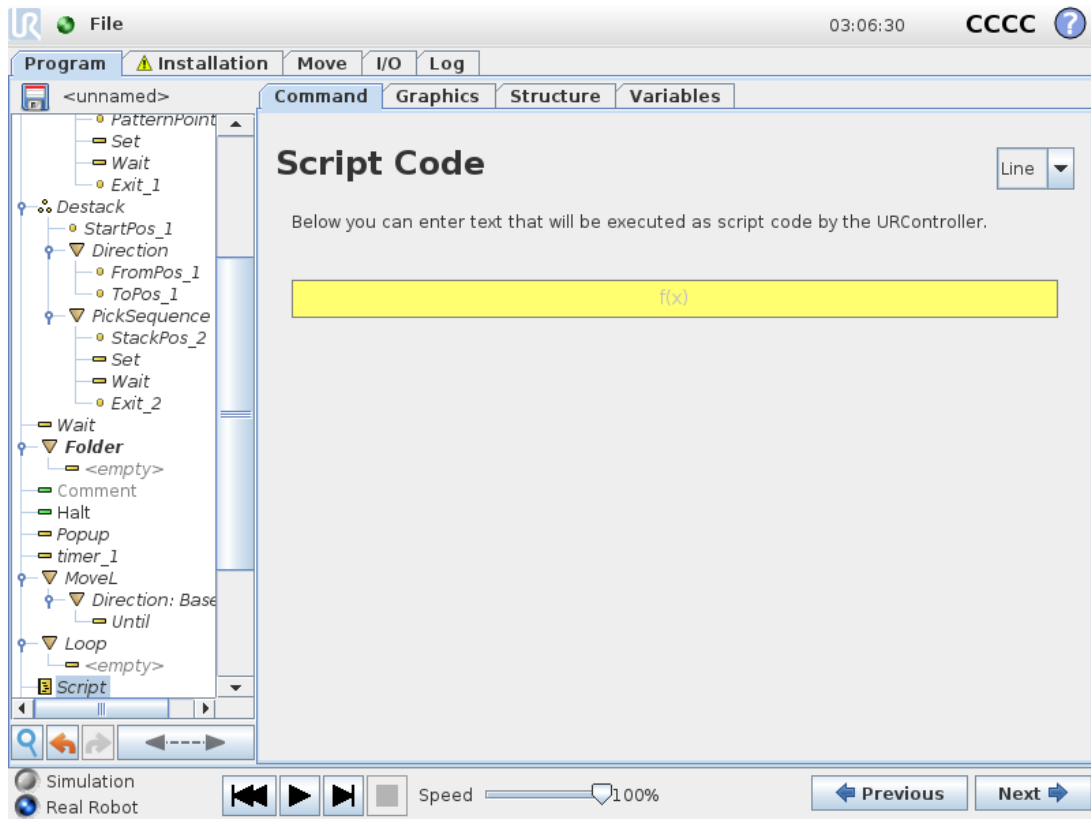 UR File 03:06:30 CCCC ?
Program Installation Move I/O Log
<unnamed> Command Graphics Structure Variables
PatternPoint
Set
Wait
Exit_1
Destack
StartPos_1
Direction
FromPos_1
ToPos_1
PickSequence
StackPos_2
Set
Wait
Exit_2
Wait
Folder
<empty>
Comment
Halt
Popup
timer_1
MoveL
Direction: Base
Until
Loop
<empty>
Script
Script Code
Line
Below you can enter text that will be executed as script code by the URController.
f(x)
Simulation
Real Robot
Speed 100%
Previous Next